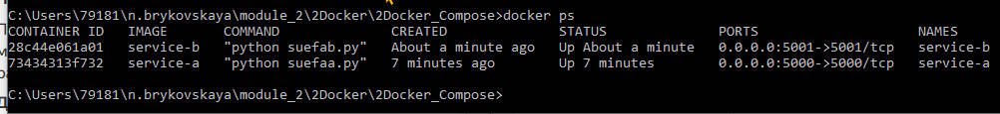 C:\Users\79181\n.brykovskaya\module_2\2Docker\2Docker_Compose>docker ps
CONTAINER ID   IMAGE       COMMAND              CREATED              STATUS              PORTS                    NAMES
28c44e061a01   service-b   "python suefab.py"   About a minute ago   Up About a minute   0.0.0.0:5001->5001/tcp   service-b
73434313f732   service-a   "python suefaa.py"   7 minutes ago        Up 7 minutes        0.0.0.0:5000->5000/tcp   service-a
C:\Users\79181\n.brykovskaya\module_2\2Docker\2Docker_Compose>